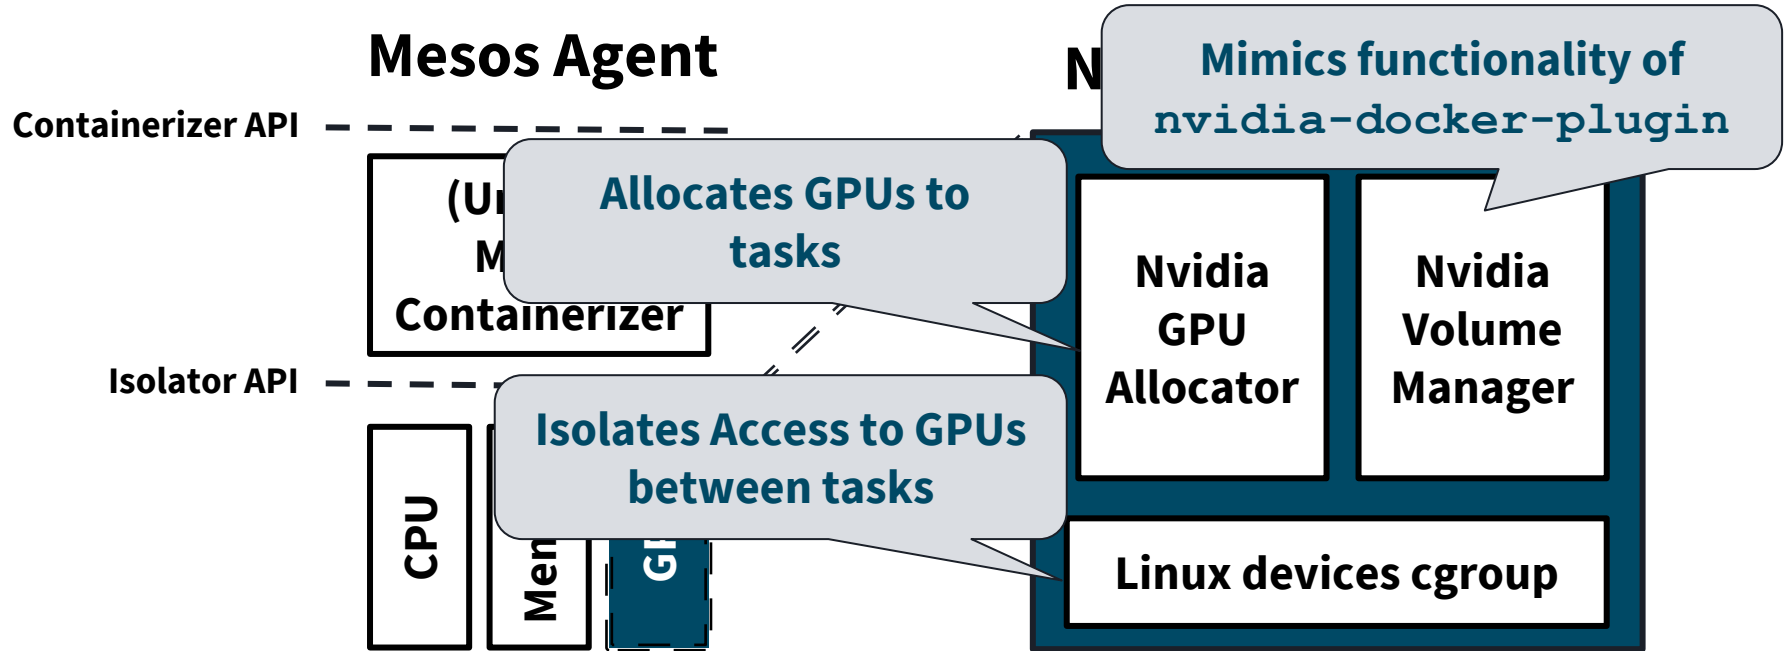 Mesos Agent
Mimics functionality of
nvidia-docker-plugin
Containerizer API
Allocates GPUs to
tasks
Containerizer
Nvidia
GPU
Allocator
Nvidia
Volume
Manager
Isolator API
Isolates Access to GPUs
between tasks
CPU
Linux devices cgroup